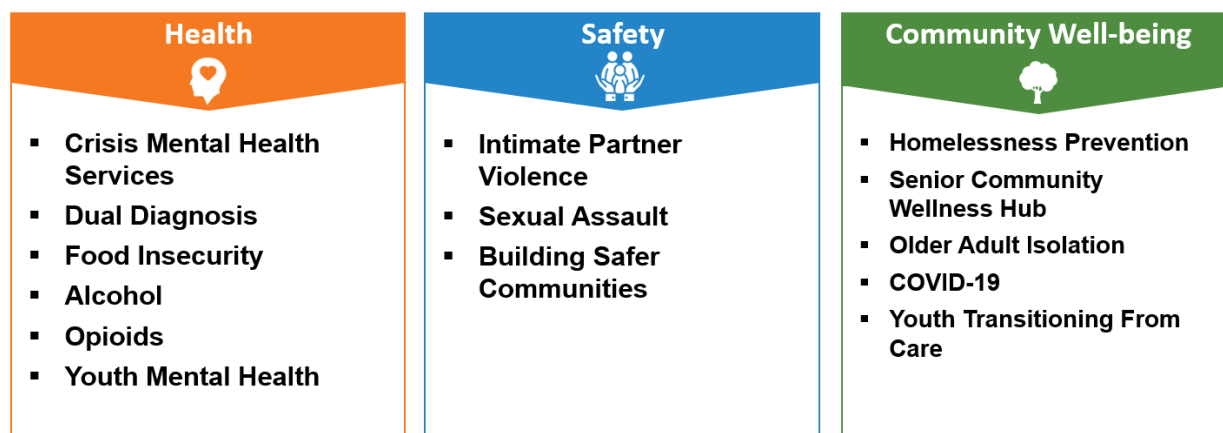 Health
▪ Crisis Mental Health
Services
▪ Dual Diagnosis
▪ Food Insecurity
▪ Alcohol
▪ Opioids
▪ Youth Mental Health
Safety
▪ Intimate Partner
Violence
▪ Sexual Assault
▪ Building Safer
Communities
Community Well-being
▪ Homelessness Prevention
▪ Senior Community
Wellness Hub
▪ Older Adult Isolation
▪ COVID-19
▪ Youth Transitioning From
Care